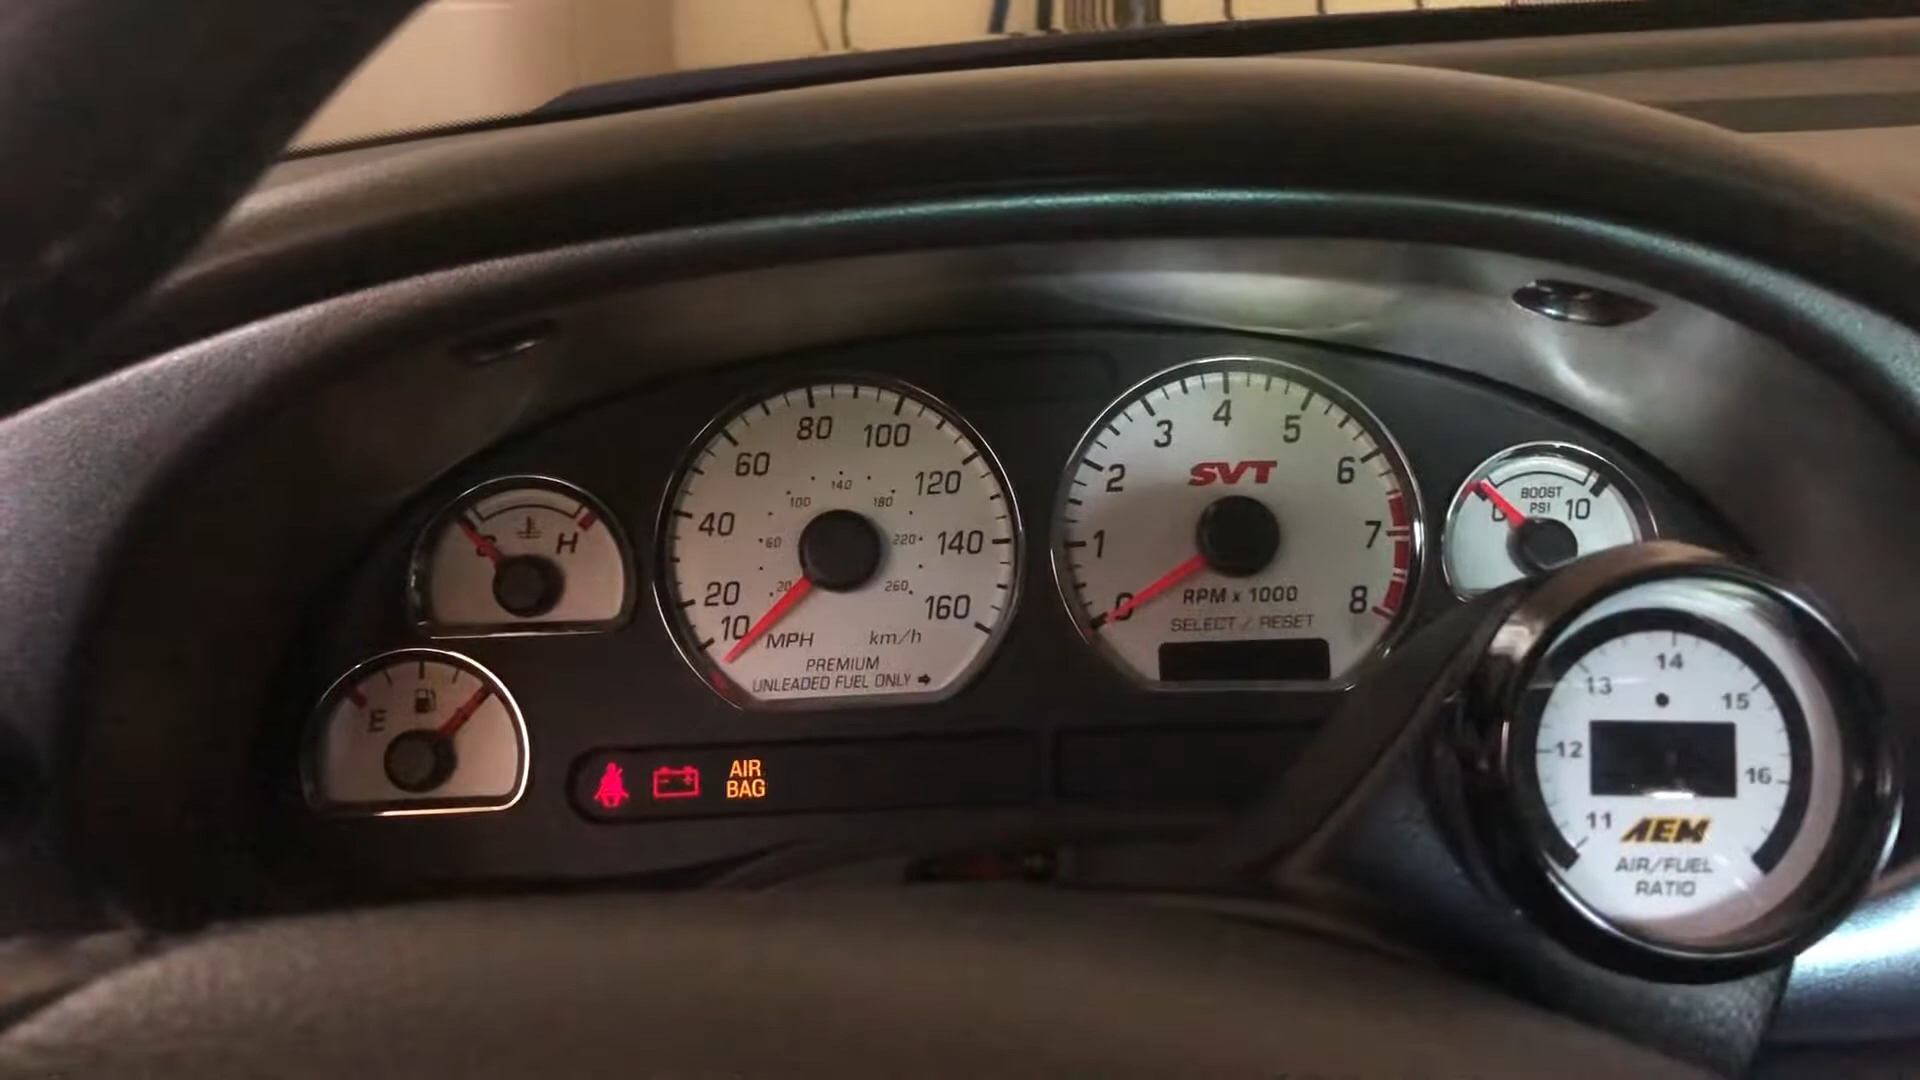 C H
E
10 20 40 60 80 100 120 140 160
20 60 100 140 180 220 260
MPH km/h
PREMIUM
UNLEADED FUEL ONLY
0 1 2 3 4 5 6 7 8
SVT
RPM x 1000
SELECT / RESET
BOOST
PSI
0 10
AIR
BAG
11 12 13 14 15 16
AEM
AIR/FUEL
RATIO